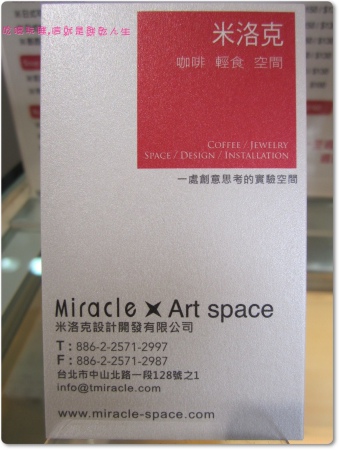 米洛克
咖啡 輕食 空間
COFFEE / JEWELRY
SPACE / DESIGN / INSTALLATION
一處創意思考的實驗空間
Miracle × Art space
米洛克設計開發有限公司
T : 886-2-2571-2997
F : 886-2-2571-2987
台北市中山北路一段128號之1
info@tmiracle.com
www.miracle-space.com